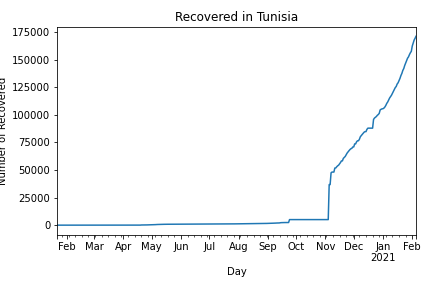 Recovered in Tunisia
Number of Recovered
175000
150000
125000
100000
75000
50000
25000
0
Feb Mar Apr May Jun Jul Aug Sep Oct Nov Dec Jan Feb
2021
Day